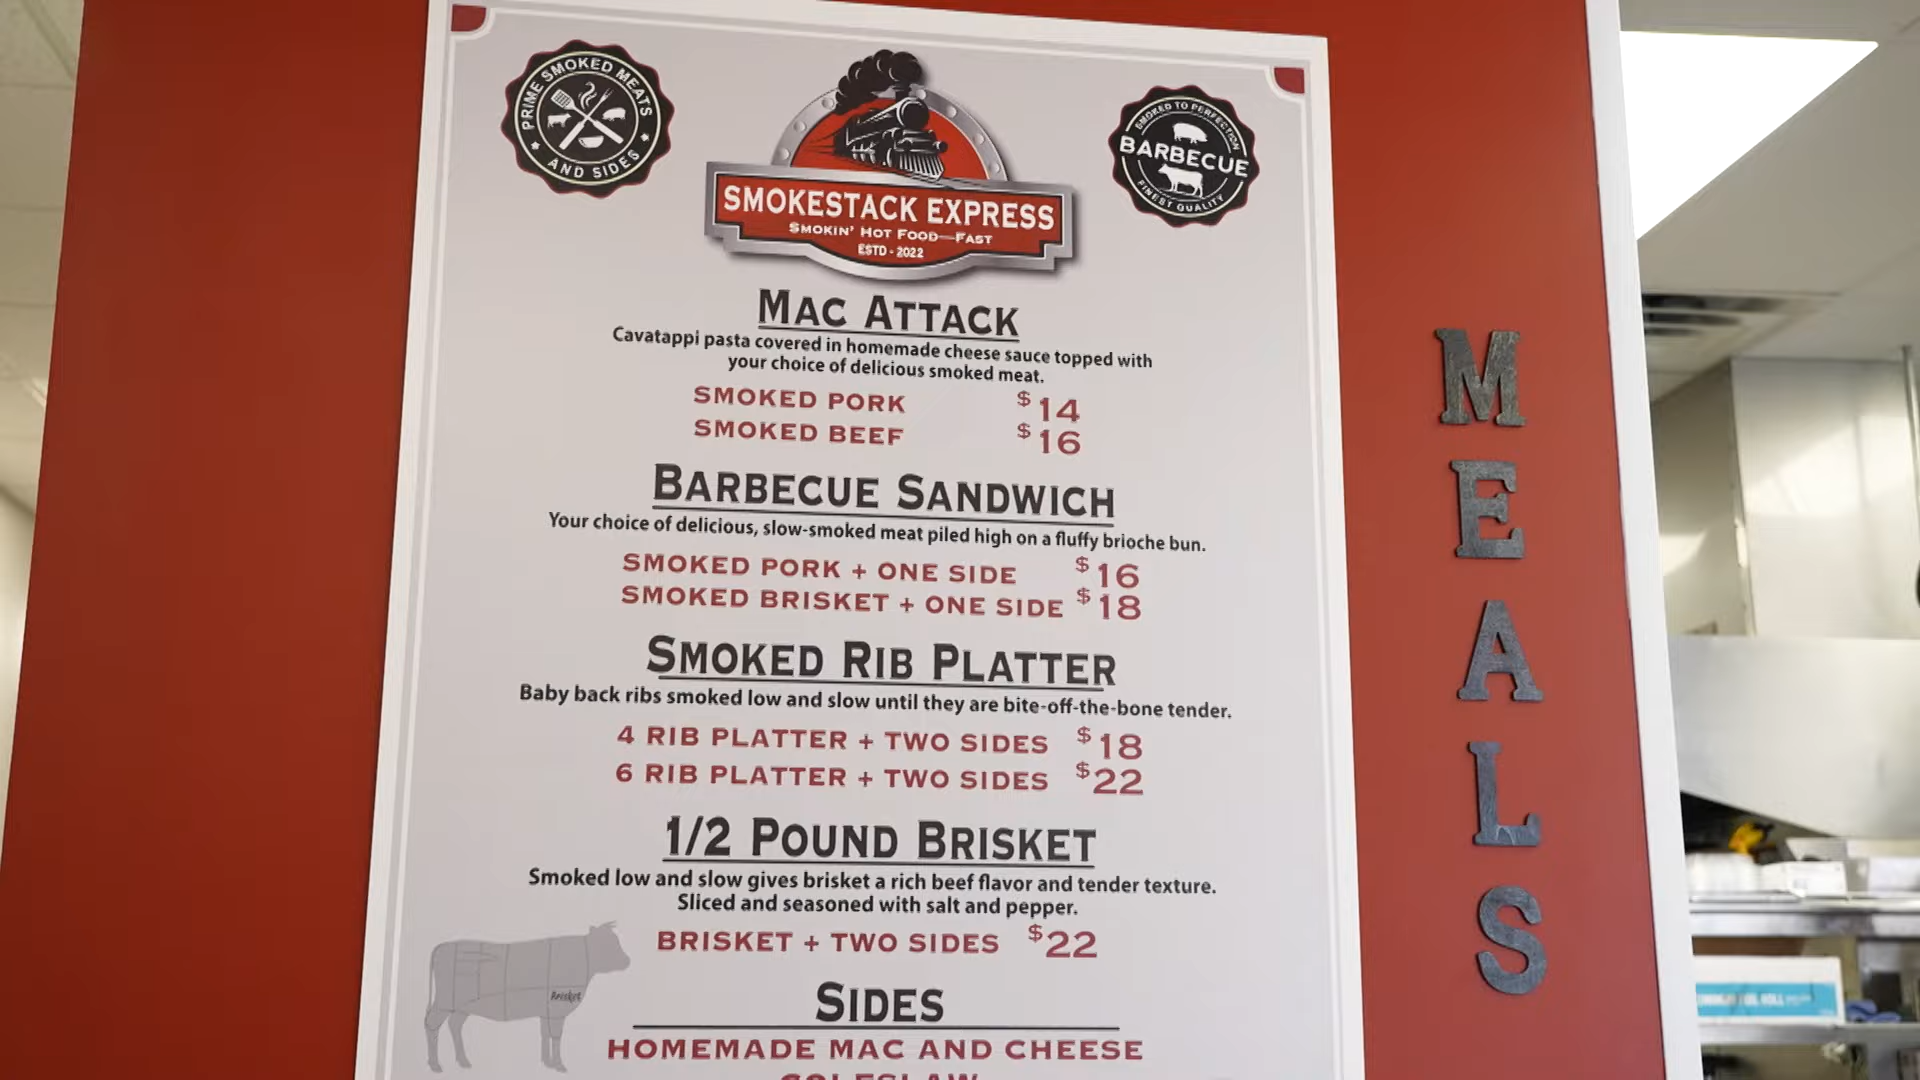 PRIME SMOKED MEATS
AND SIDES
SMOKESTACK EXPRESS
SMOKIN' HOT FOOD—FAST
ESTD - 2022
SMOKED TO PERFECTION
BARBECUE
FINEST QUALITY
MAC ATTACK
Cavatappi pasta covered in homemade cheese sauce topped with
your choice of delicious smoked meat.
SMOKED PORK $14
SMOKED BEEF $16
BARBECUE SANDWICH
Your choice of delicious, slow-smoked meat piled high on a fluffy brioche bun.
SMOKED PORK + ONE SIDE $16
SMOKED BRISKET + ONE SIDE $18
SMOKED RIB PLATTER
Baby back ribs smoked low and slow until they are bite-off-the-bone tender.
4 RIB PLATTER + TWO SIDES $18
6 RIB PLATTER + TWO SIDES $22
1/2 POUND BRISKET
Smoked low and slow gives brisket a rich beef flavor and tender texture.
Sliced and seasoned with salt and pepper.
BRISKET + TWO SIDES $22
Brisket
SIDES
HOMEMADE MAC AND CHEESE
COLESLAW
MEALS